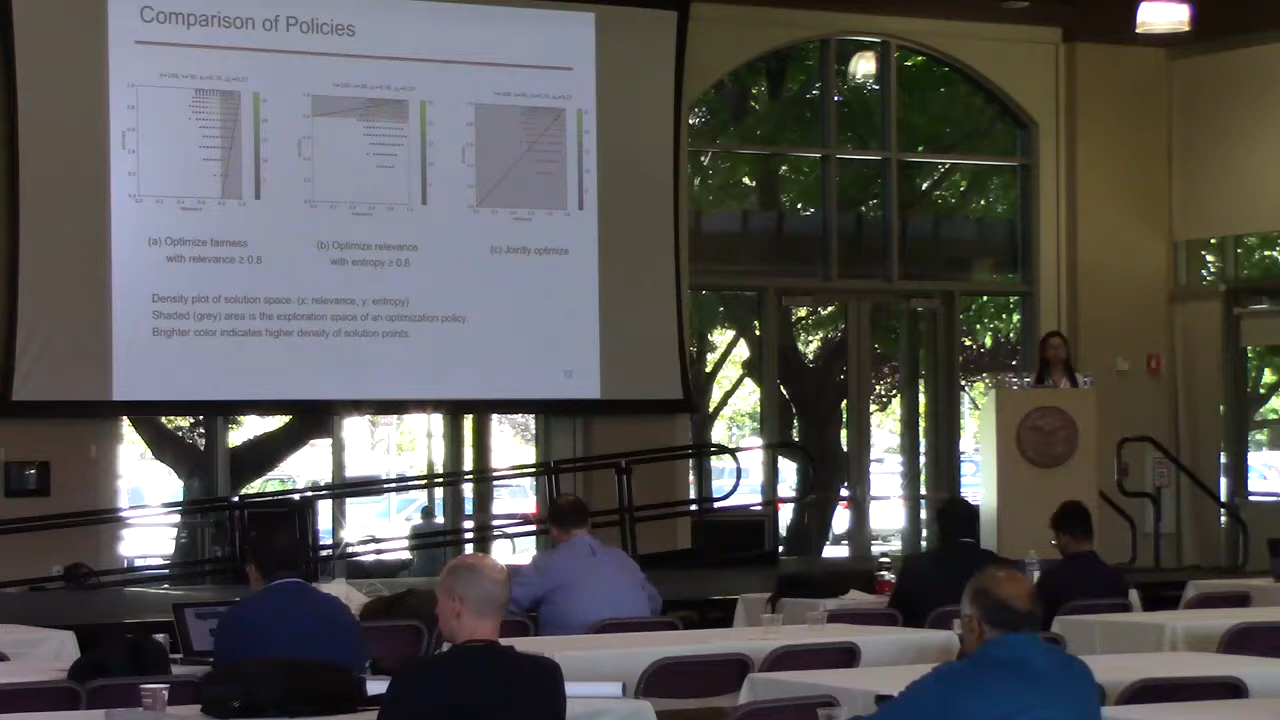 Comparison of Policies
(a) Optimize fairness
with relevance ≥ 0.8
(b) Optimize relevance
with entropy ≥ 0.8
(c) Jointly optimize
Density plot of solution space. (x: relevance, y: entropy)
Shaded (grey) area is the exploration space of an optimization policy.
Brighter color indicates higher density of solution points.
12